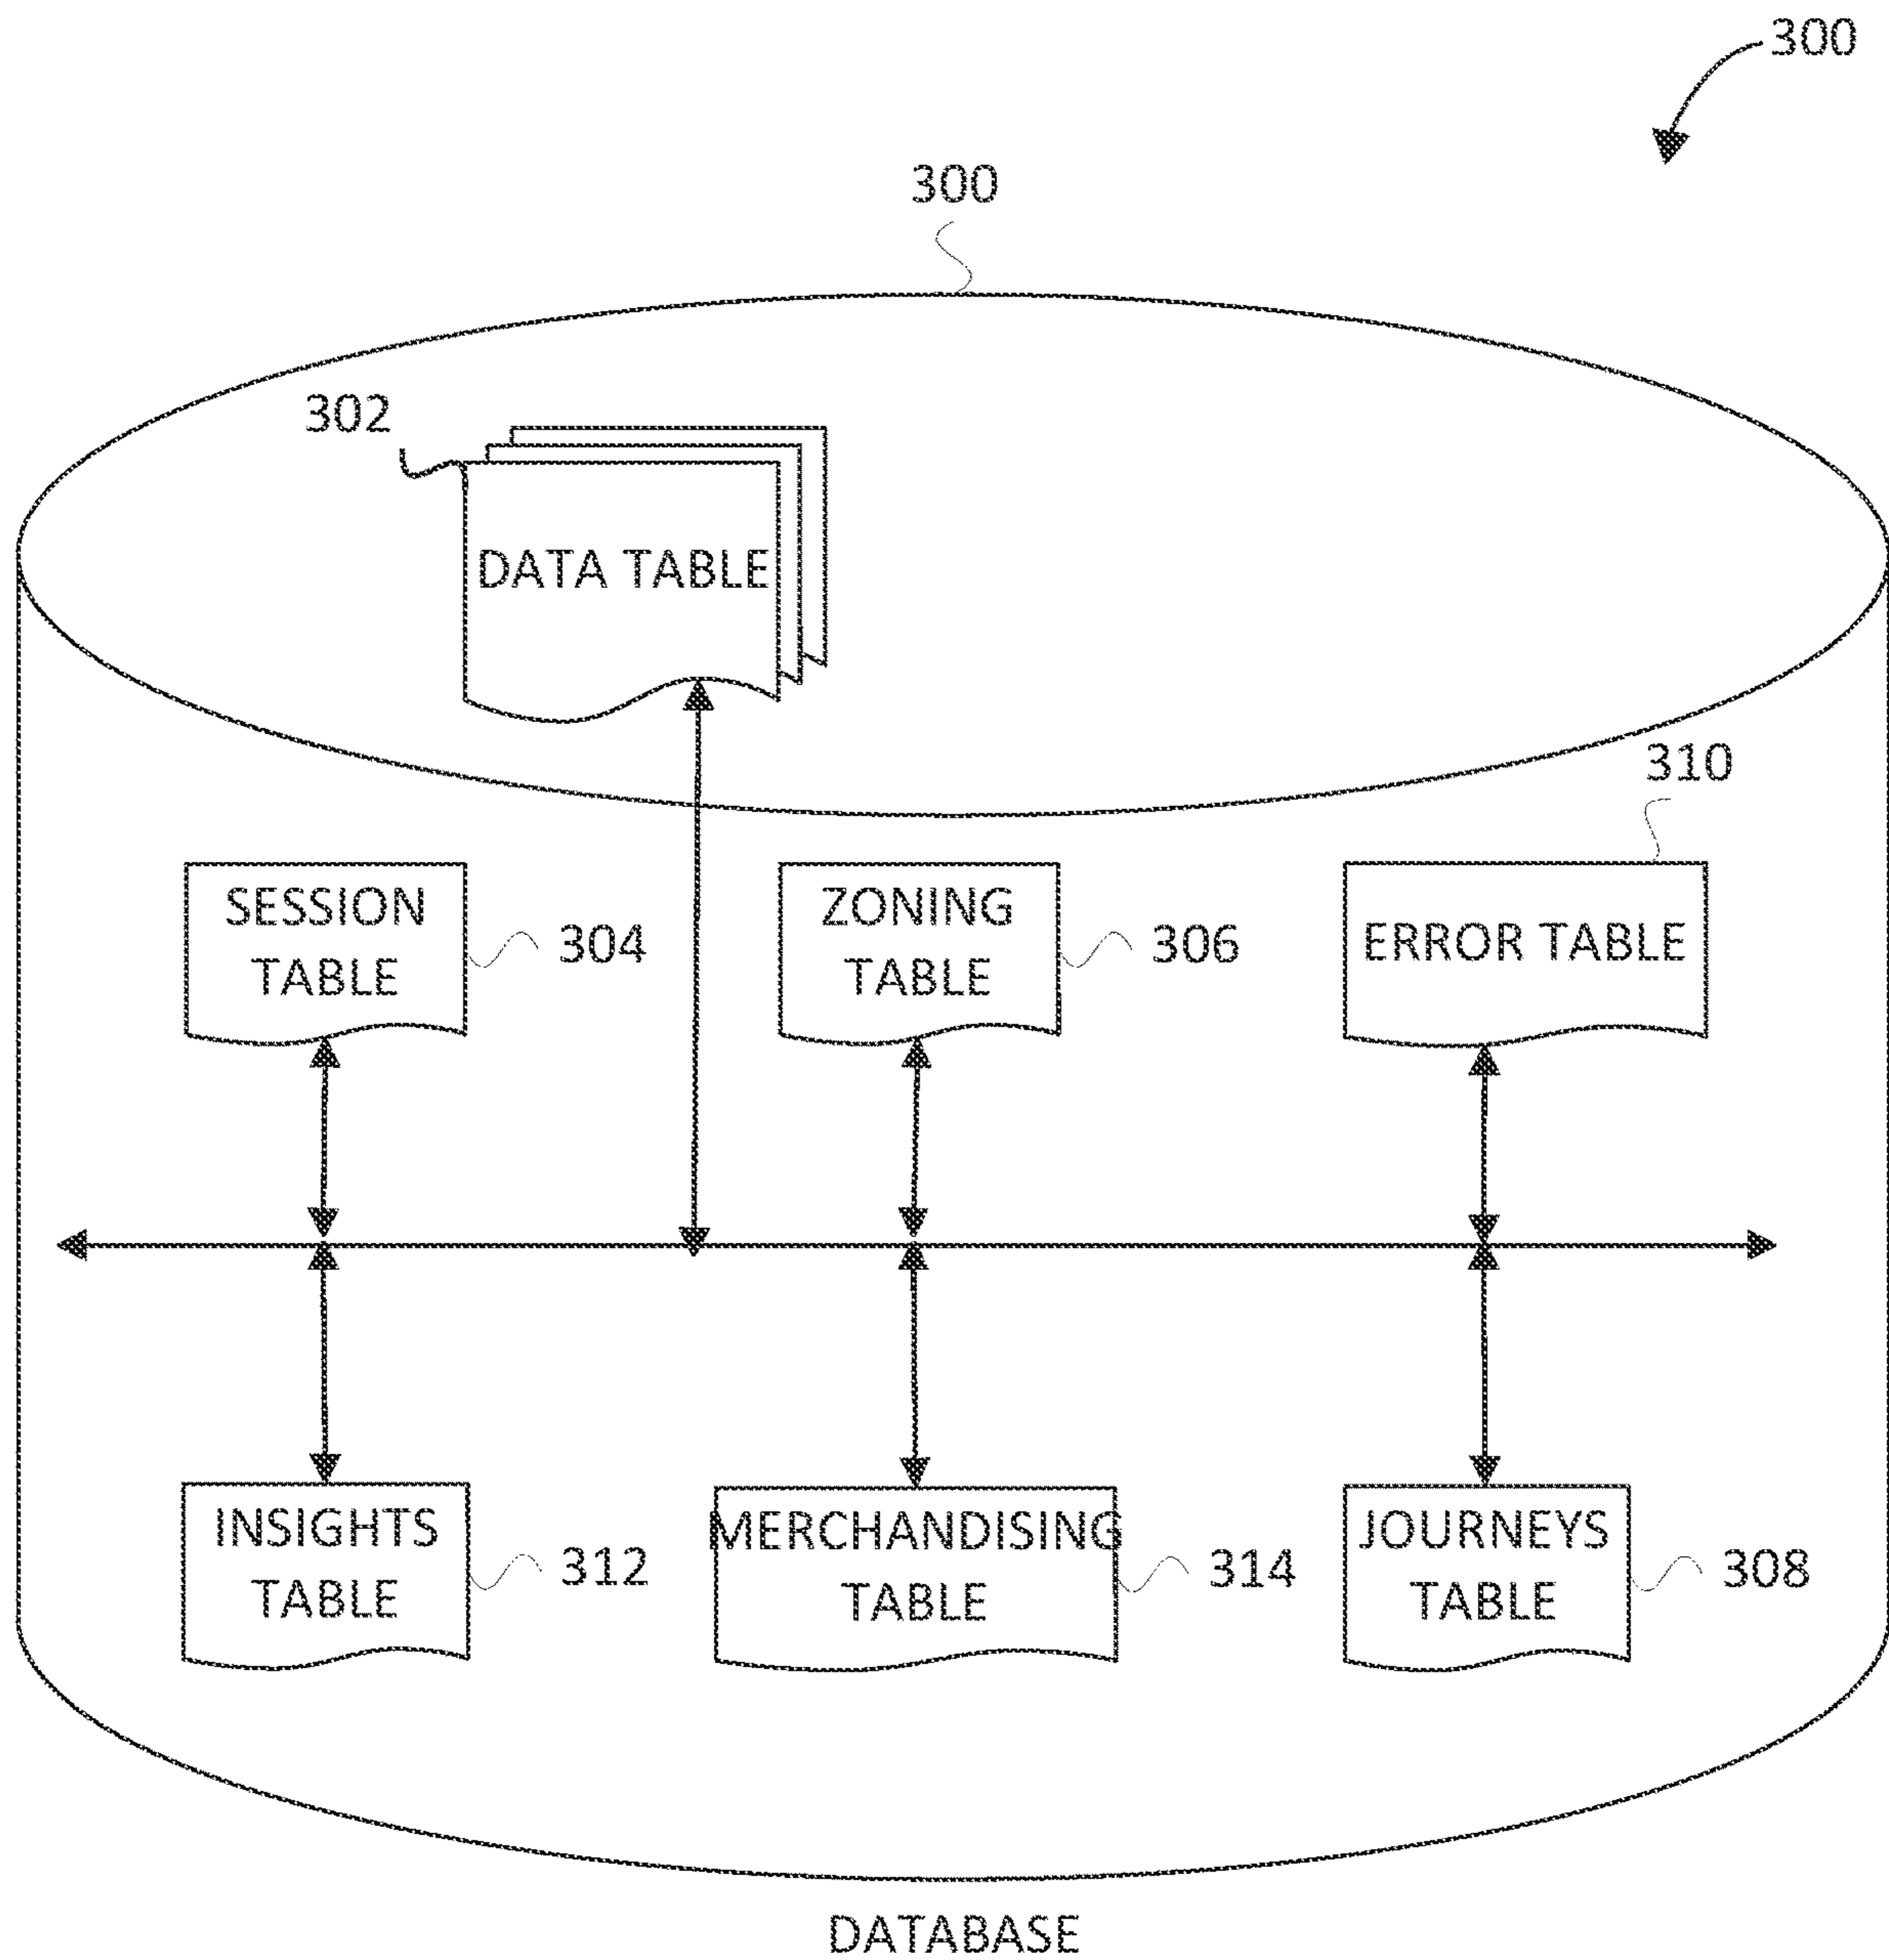 300
300
302
DATA TABLE
310
SESSION
TABLE
304
ZONING
TABLE
306
ERROR TABLE
INSIGHTS
TABLE
312
MERCHANDISING
TABLE
314
JOURNEYS
TABLE
308
DATABASE